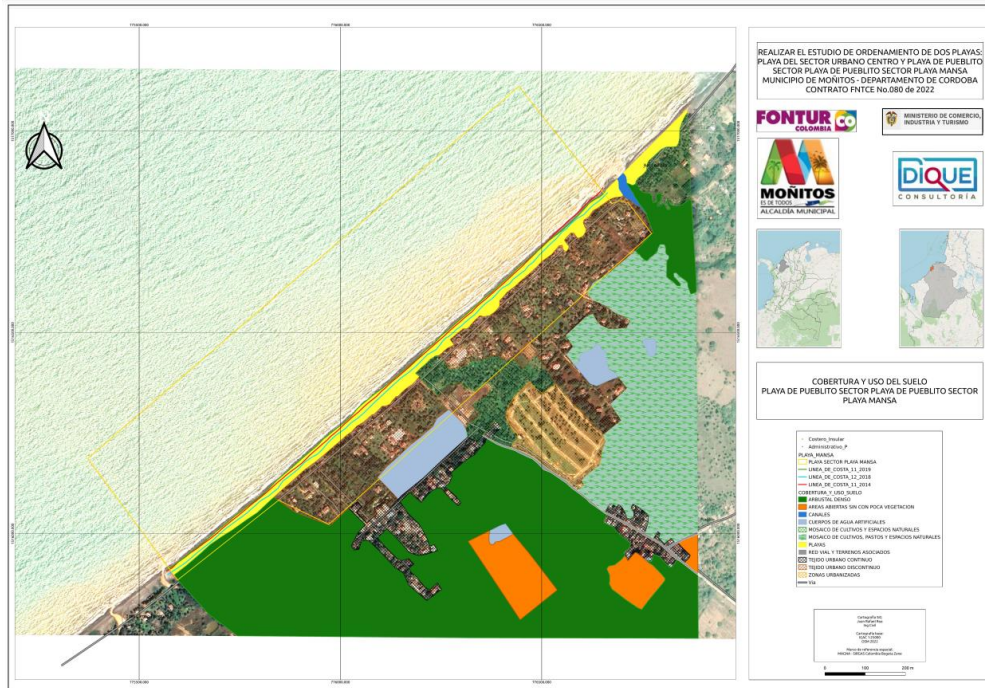 REALIZAR EL ESTUDIO DE ORDENAMIENTO DE DOS PLAYAS:
PLAYA DEL SECTOR URBANO CENTRO Y PLAYA DE PUEBLITO
SECTOR PLAYA DE PUEBLITO SECTOR PLAYA MANSA
MUNICIPIO DE MOÑITOS - DEPARTAMENTO DE CORDOBA
CONTRATO FNTCE No.080 de 2022
FONTUR
COLOMBIA
CO
MINISTERIO DE COMERCIO,
INDUSTRIA Y TURISMO
MOÑITOS
ES DE TODOS
ALCALDÍA MUNICIPAL
DIQUE
CONSULTORÍA
COBERTURA Y USO DEL SUELO
PLAYA DE PUEBLITO SECTOR PLAYA DE PUEBLITO SECTOR
PLAYA MANSA
Costero_Insular
Administrativo_P
PLAYA_MANSA
PLAYA SECTOR PLAYA MANSA
LINEA_DE_COSTA_11_2019
LINEA_DE_COSTA_12_2018
LINEA_DE_COSTA_11_2014
COBERTURA_Y_USO_SUELO
ARBUSTAL DENSO
AREAS ABIERTAS SIN CON POCA VEGETACION
CANALES
CUERPOS DE AGUA ARTIFICIALES
MOSAICO DE CULTIVOS Y ESPACIOS NATURALES
MOSAICO DE CULTIVOS, PASTOS Y ESPACIOS NATURALES
PLAYAS
RED VIAL Y TERRENOS ASOCIADOS
TEJIDO URBANO CONTINUO
TEJIDO URBANO DISCONTINUO
ZONAS URBANIZADAS
Via
0 100 200 m